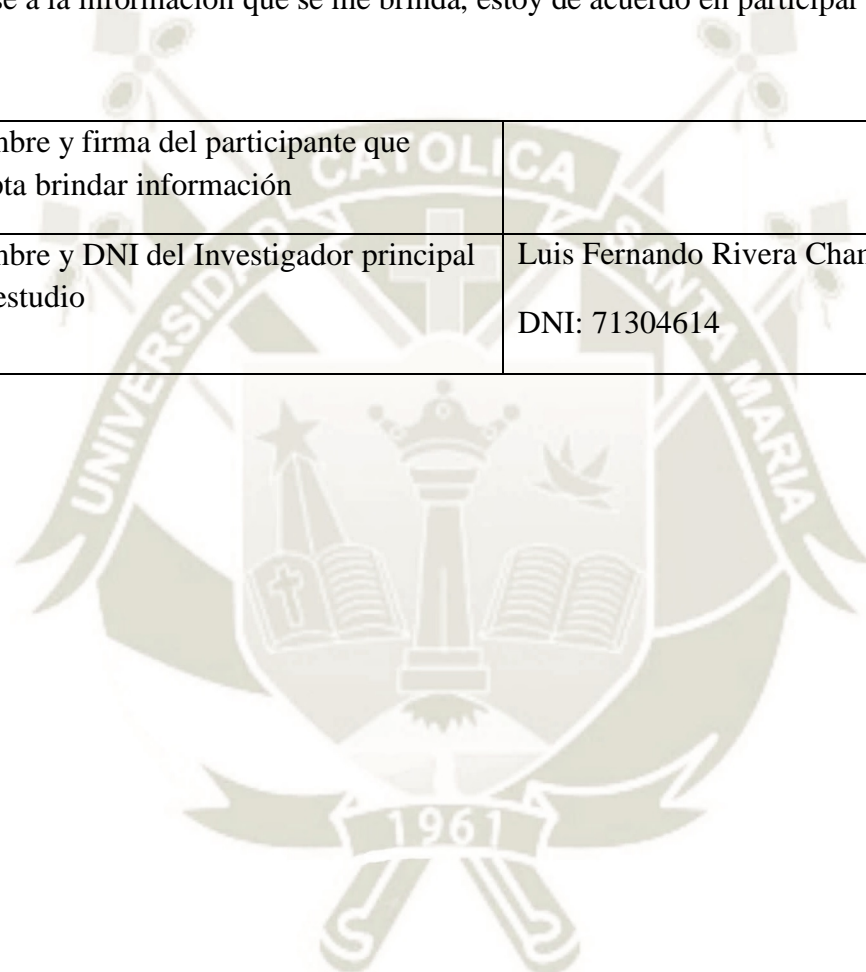 se a la información que se me brinda, estoy de acuerdo en participar
mbre y firma del participante que
pta brindar información
mbre y DNI del Investigador principal
estudio
Luis Fernando Rivera Char
DNI: 71304614
UNIVERSIDAD CATOLICA SANTA MARIA
1961